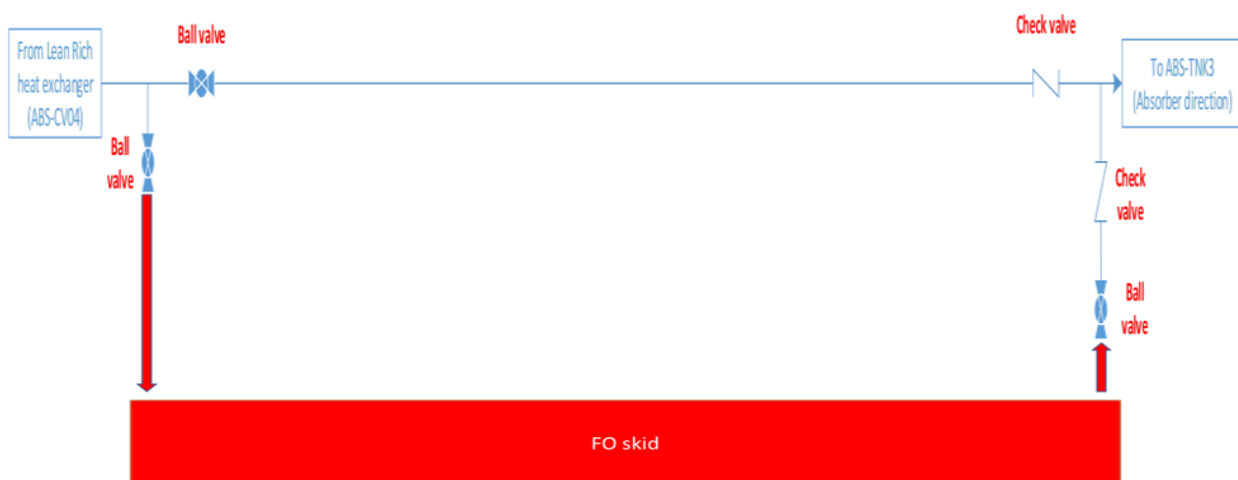 From Lean Rich
heat exchanger
(ABS-CV04)
Ball valve
Check valve
To ABS-TNK3
(Absorber direction)
Ball
valve
Check
valve
Ball
valve
FO skid